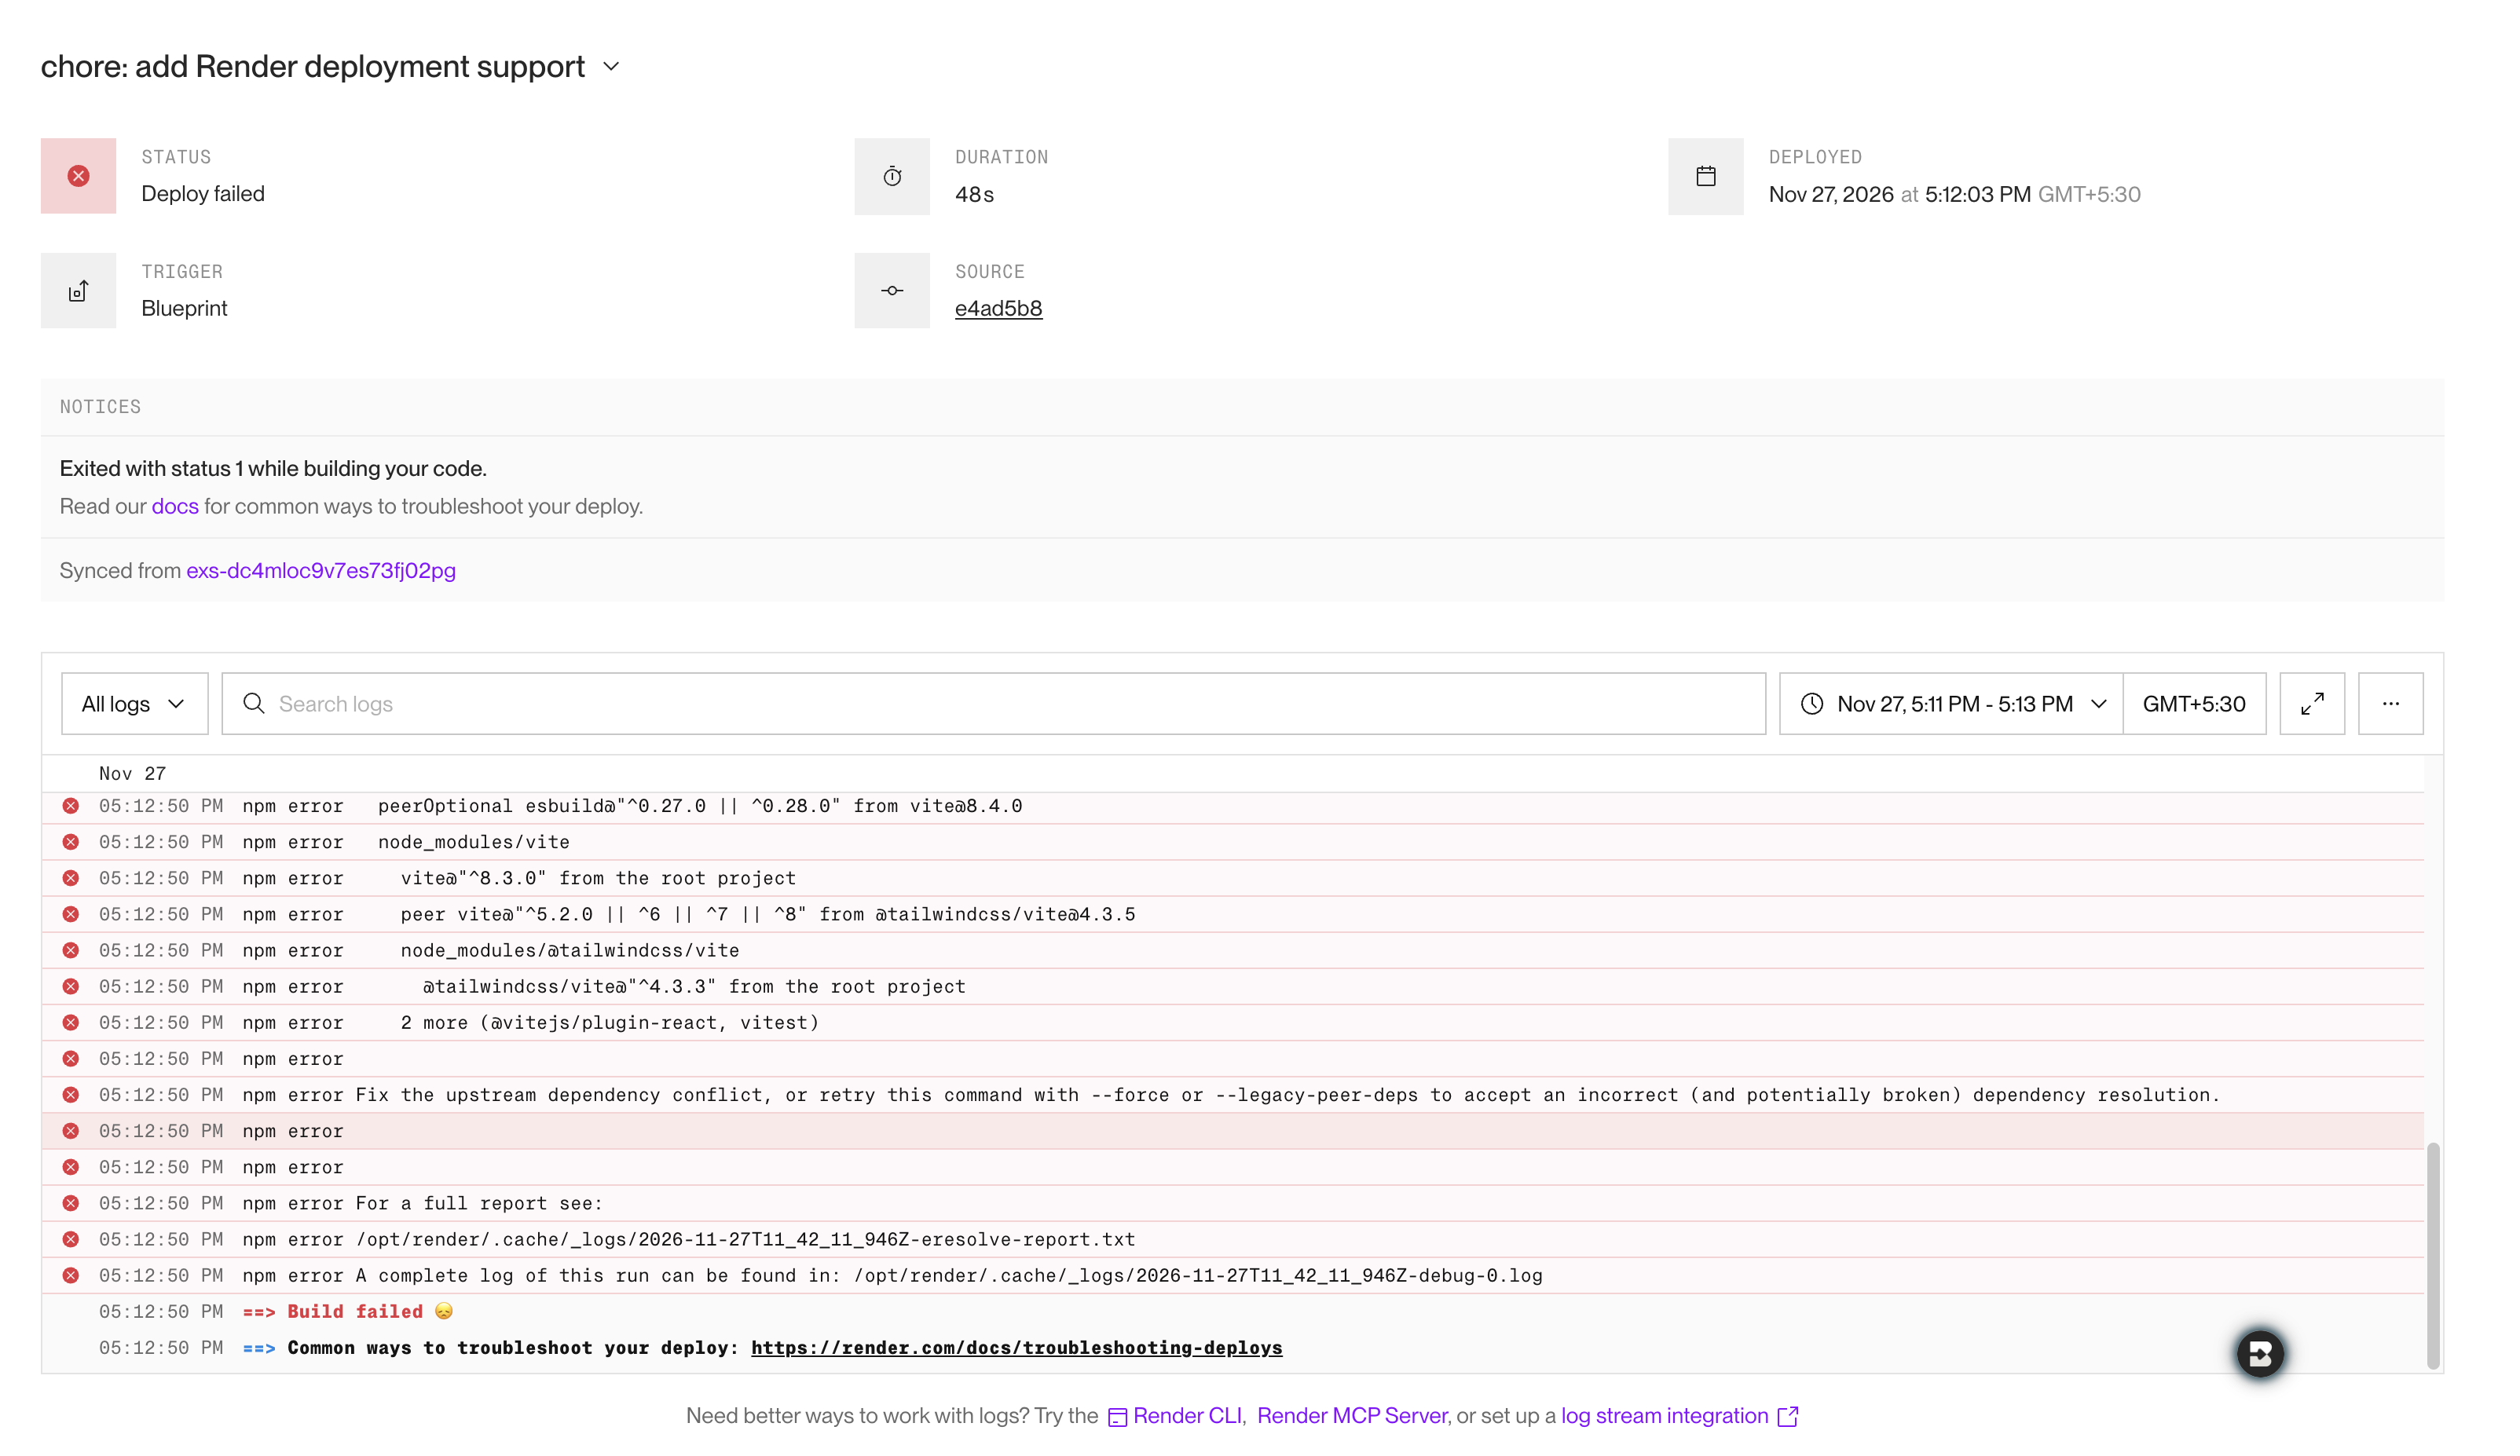 chore: add Render deployment support
STATUS
Deploy failed
DURATION
48s
DEPLOYED
Nov 27, 2026 at 5:12:03 PM GMT+5:30
TRIGGER
Blueprint
SOURCE
e4ad5b8
NOTICES
Exited with status 1 while building your code.
Read our docs for common ways to troubleshoot your deploy.
Synced from exs-dc4mloc9v7es73fj02pg
All logs
Search logs
Nov 27, 5:11 PM - 5:13 PM
GMT+5:30
Nov 27
05:12:50 PM npm error   peerOptional esbuild@"^0.27.0 || ^0.28.0" from vite@8.4.0
05:12:50 PM npm error   node_modules/vite
05:12:50 PM npm error     vite@"^8.3.0" from the root project
05:12:50 PM npm error     peer vite@"^5.2.0 || ^6 || ^7 || ^8" from @tailwindcss/vite@4.3.5
05:12:50 PM npm error     node_modules/@tailwindcss/vite
05:12:50 PM npm error       @tailwindcss/vite@"^4.3.3" from the root project
05:12:50 PM npm error     2 more (@vitejs/plugin-react, vitest)
05:12:50 PM npm error
05:12:50 PM npm error Fix the upstream dependency conflict, or retry this command with --force or --legacy-peer-deps to accept an incorrect (and potentially broken) dependency resolution.
05:12:50 PM npm error
05:12:50 PM npm error
05:12:50 PM npm error For a full report see:
05:12:50 PM npm error /opt/render/.cache/_logs/2026-11-27T11_42_11_946Z-eresolve-report.txt
05:12:50 PM npm error A complete log of this run can be found in: /opt/render/.cache/_logs/2026-11-27T11_42_11_946Z-debug-0.log
05:12:50 PM ==> Build failed 😞
05:12:50 PM ==> Common ways to troubleshoot your deploy: https://render.com/docs/troubleshooting-deploys
Need better ways to work with logs? Try the Render CLI, Render MCP Server, or set up a log stream integration